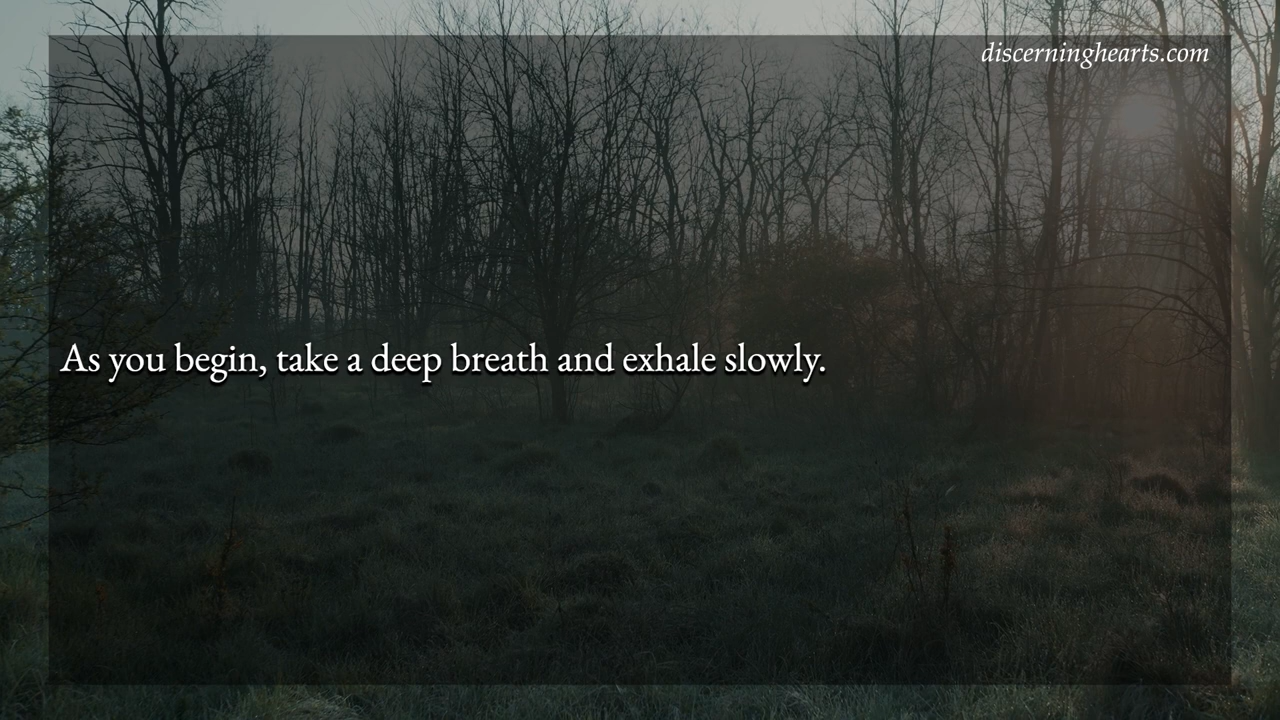 discerninghearts.com
As you begin, take a deep breath and exhale slowly.